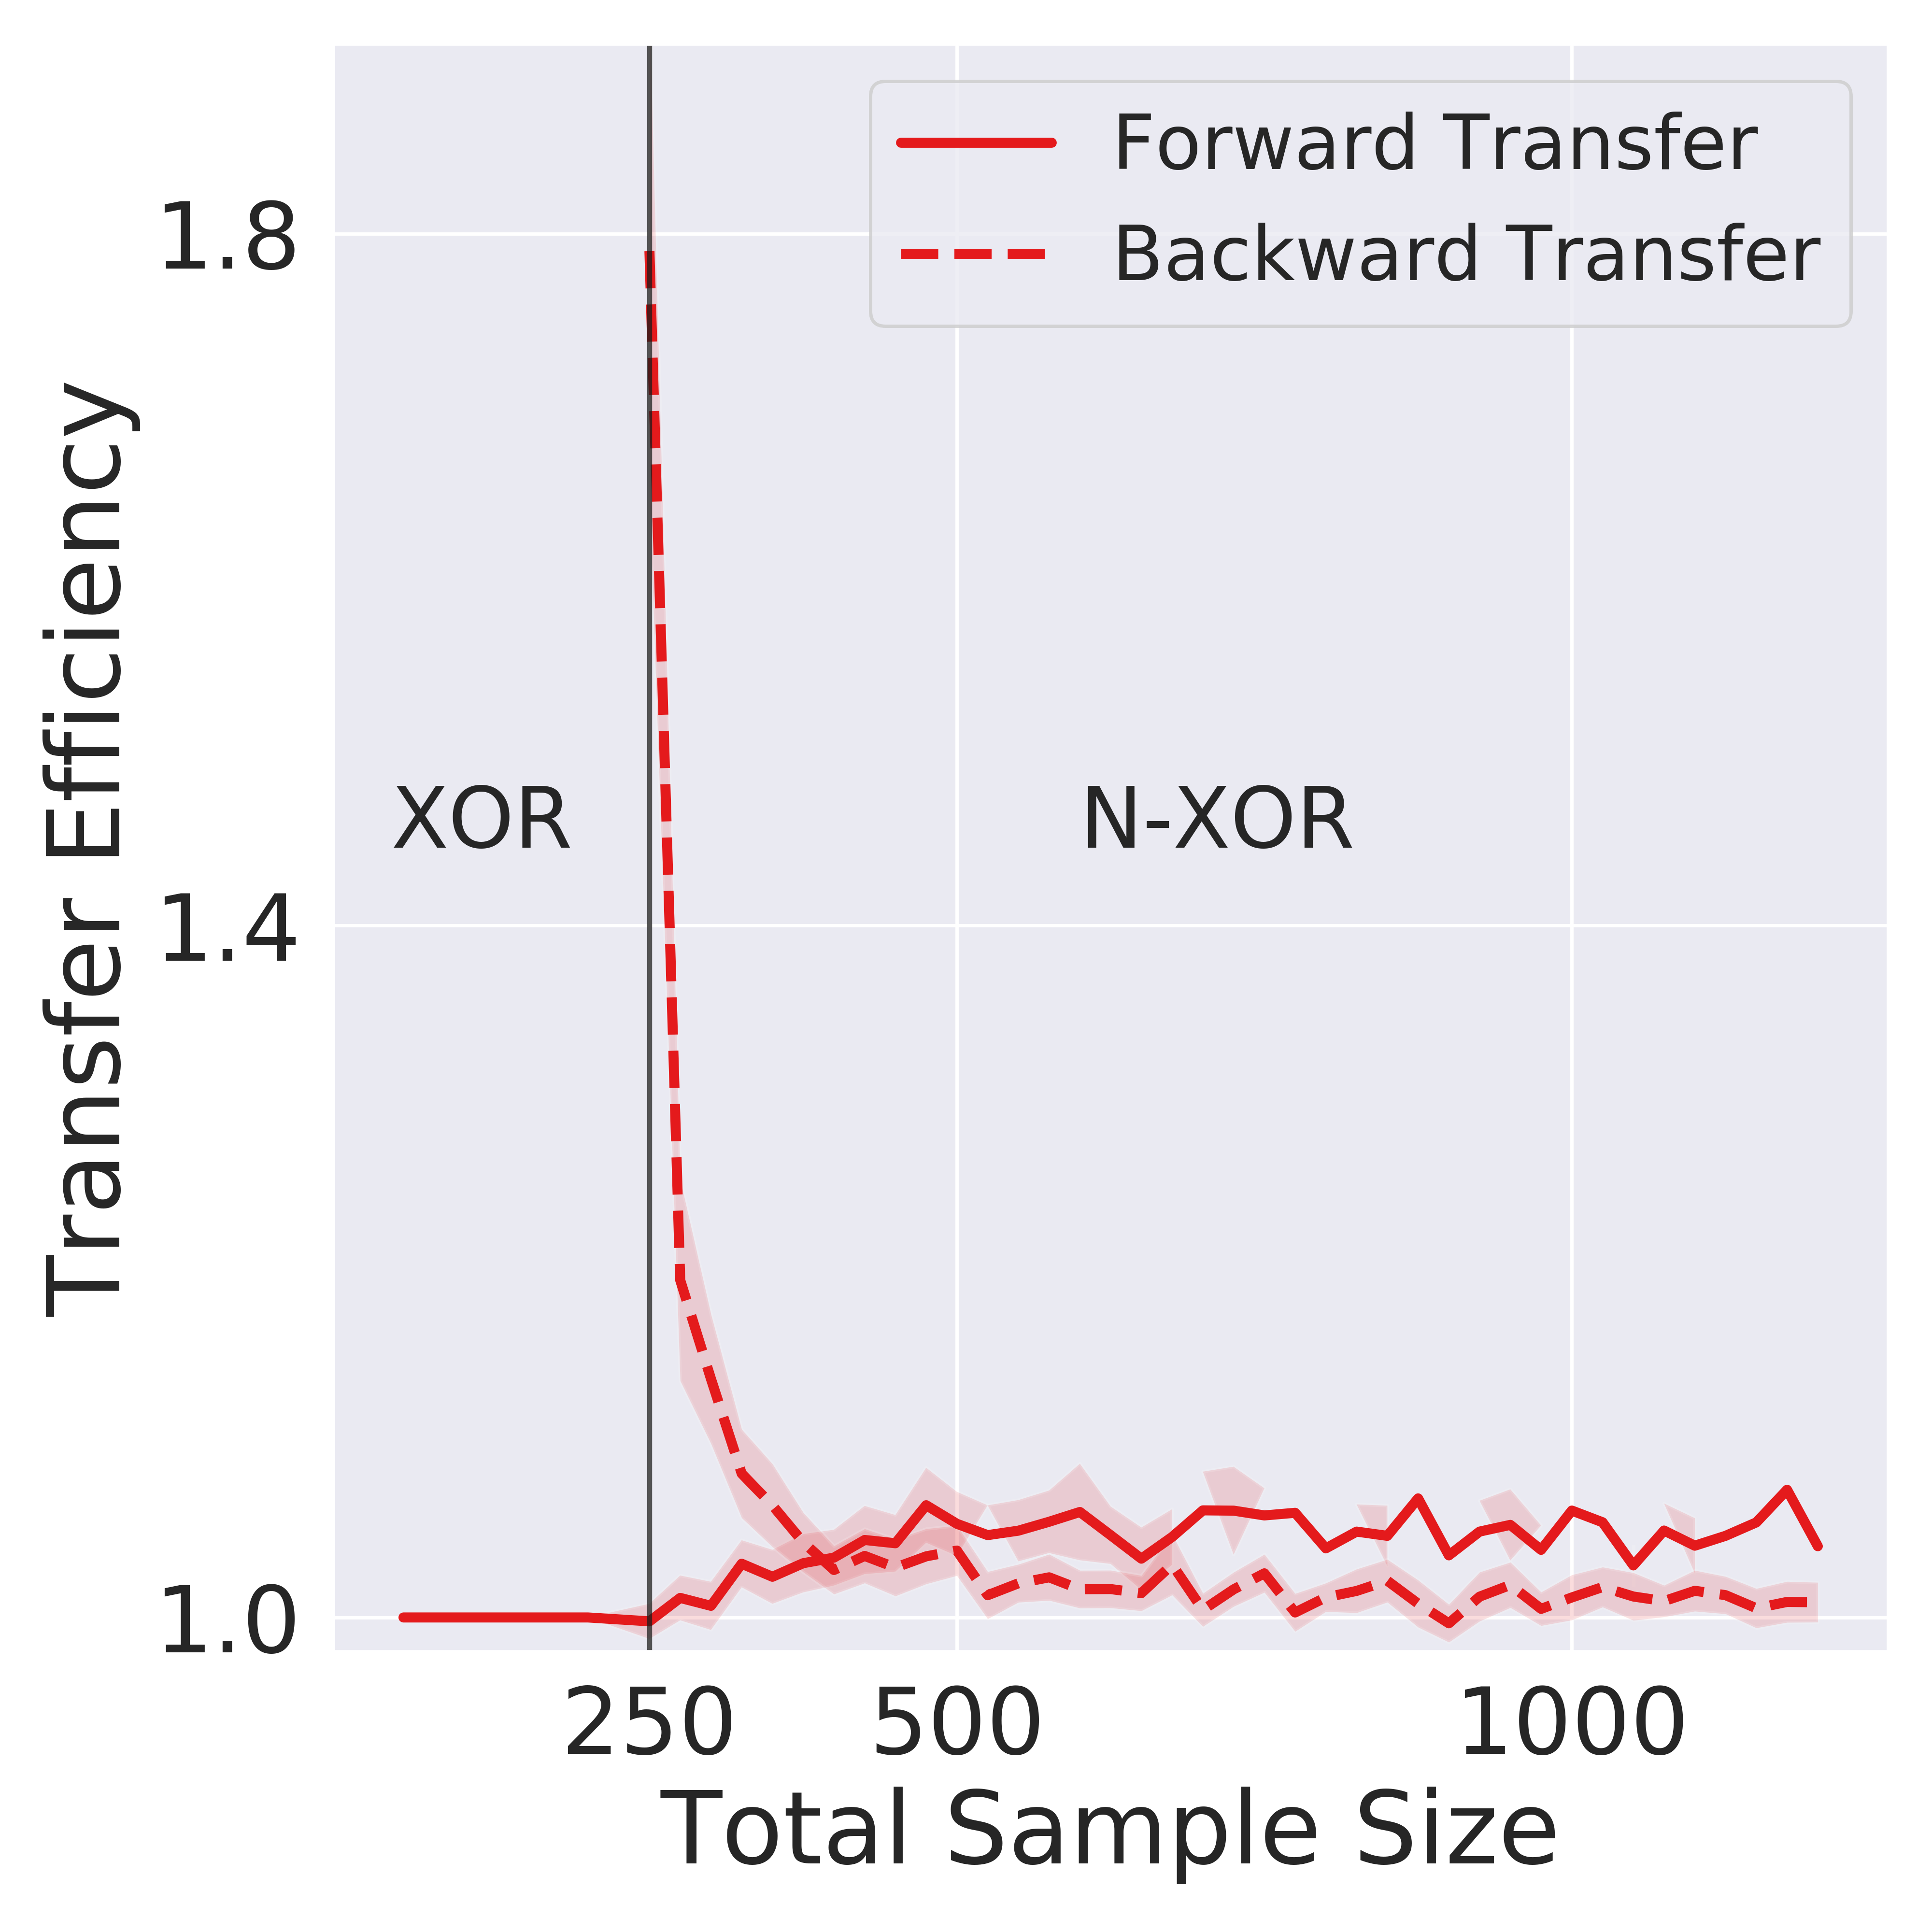 Forward Transfer
Backward Transfer
1.8
1.4
1.0
Transfer Efficiency
XOR
N-XOR
250
500
1000
Total Sample Size